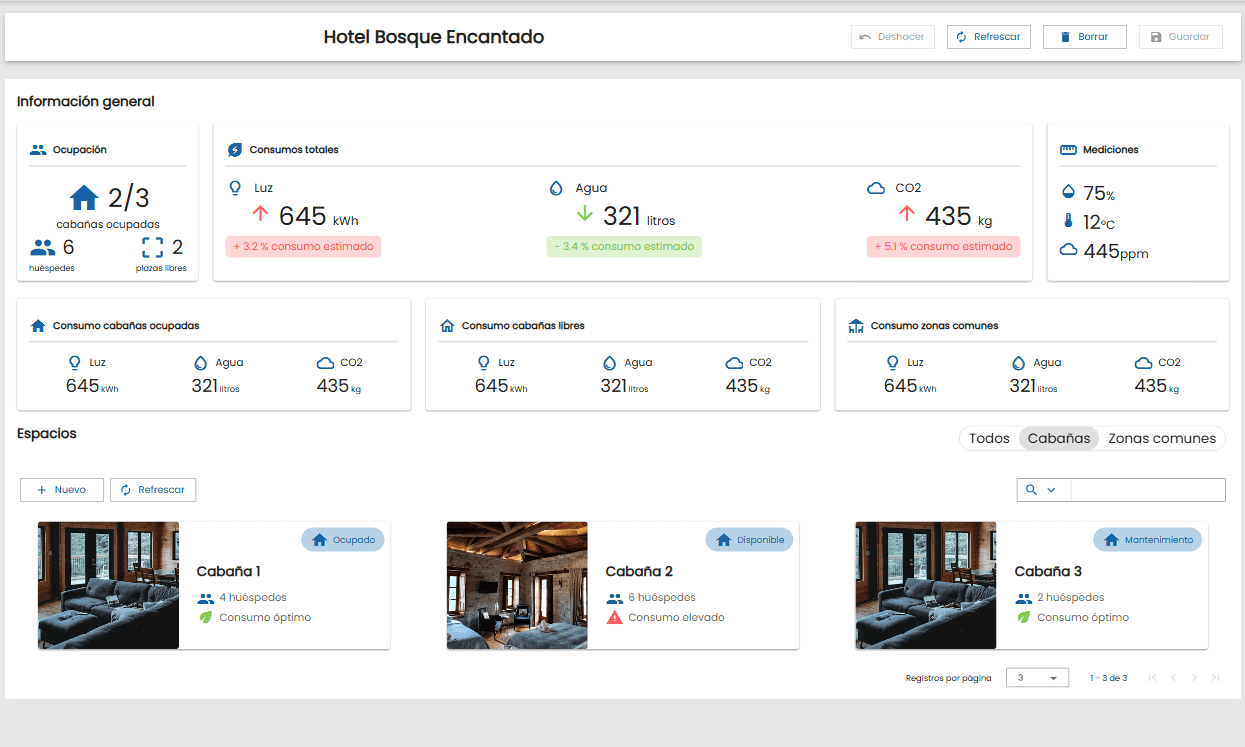 Hotel Bosque Encantado
Deshacer
Refrescar
Borrar
Guardar
Información general
Ocupación
2/3
cabañas ocupadas
6
huéspedes
2
plazas libres
Consumos totales
Luz
645 kWh
+ 3.2 % consumo estimado
Agua
321 litros
- 3.4 % consumo estimado
CO2
435 kg
+ 5.1 % consumo estimado
Mediciones
75%
12ºC
445ppm
Consumo cabañas ocupadas
Luz
645 kWh
Agua
321 litros
CO2
435 kg
Consumo cabañas libres
Luz
645 kWh
Agua
321 litros
CO2
435 kg
Consumo zonas comunes
Luz
645 kWh
Agua
321 litros
CO2
435 kg
Espacios
Todos Cabañas Zonas comunes
+ Nuevo
Refrescar
Ocupado
Cabaña 1
4 huéspedes
Consumo óptimo
Disponible
Cabaña 2
6 huéspedes
Consumo elevado
Mantenimiento
Cabaña 3
2 huéspedes
Consumo óptimo
Registros por página 3 1 - 3 de 3